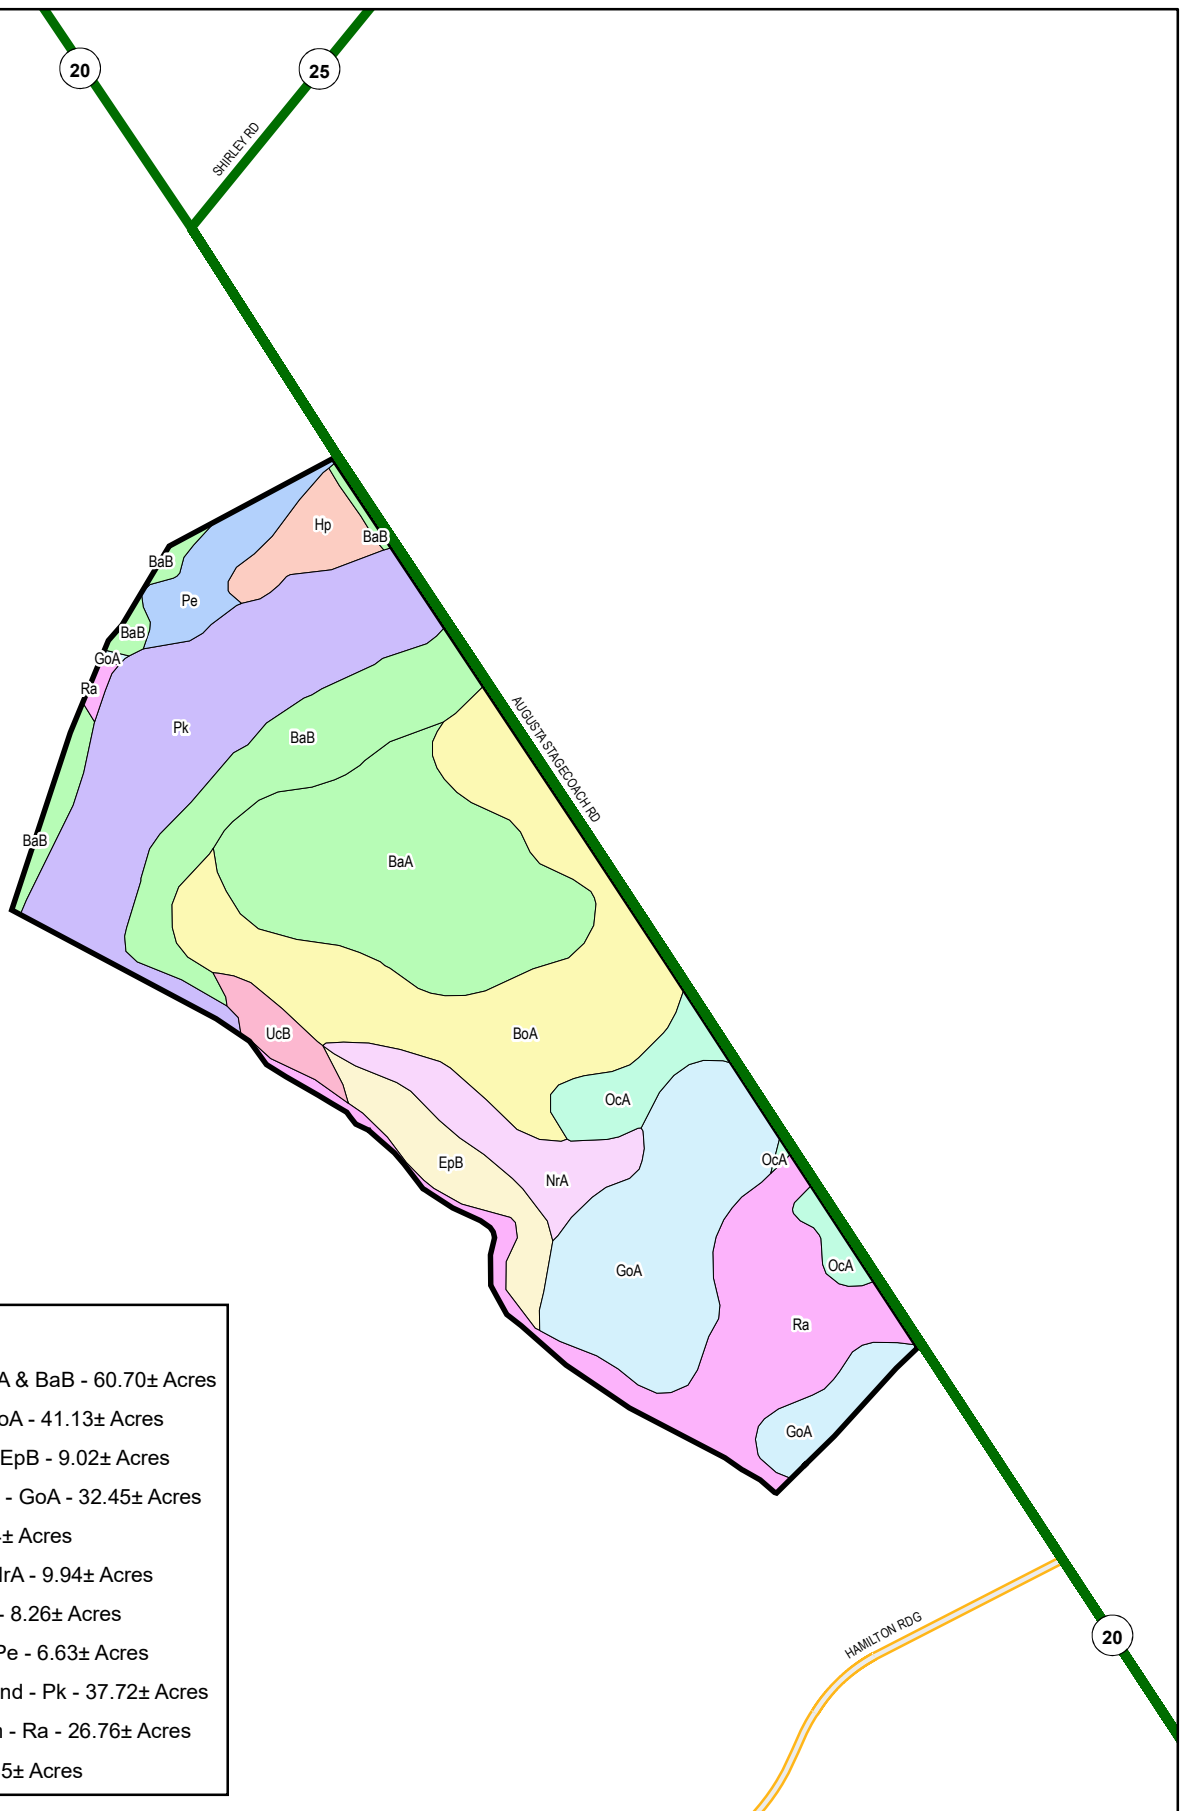 20
25
SHIRLEY RD
Hp
BaB
BaB
Pe
BaB
GoA
Ra
AUGUSTA STAGECOACH RD
Pk
BaB
BaB
BaA
UcB
BoA
OcA
EpB
OcA
NrA
OcA
GoA
Ra
GoA
A & BaB - 60.70± Acres
oA - 41.13± Acres
EpB - 9.02± Acres
- GoA - 32.45± Acres
± Acres
rA - 9.94± Acres
- 8.26± Acres
Pe - 6.63± Acres
nd - Pk - 37.72± Acres
- Ra - 26.76± Acres
5± Acres
HAMILTON RDG
20